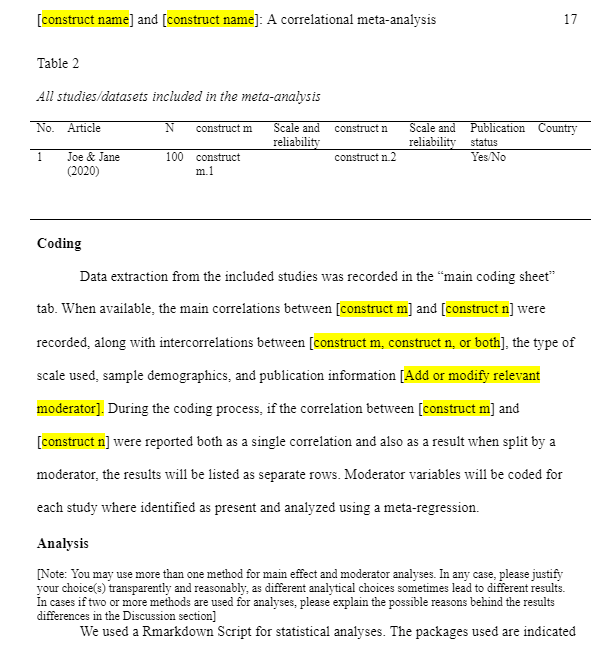 [construct name] and [construct name]: A correlational meta-analysis 17
Table 2
All studies/datasets included in the meta-analysis
No. Article N construct m Scale and reliability construct n Scale and reliability Publication status Country
1 Joe & Jane (2020) 100 construct m.1 construct n.2 Yes/No
Coding
Data extraction from the included studies was recorded in the “main coding sheet”
tab. When available, the main correlations between [construct m] and [construct n] were
recorded, along with intercorrelations between [construct m, construct n, or both], the type of
scale used, sample demographics, and publication information [Add or modify relevant
moderator]. During the coding process, if the correlation between [construct m] and
[construct n] were reported both as a single correlation and also as a result when split by a
moderator, the results will be listed as separate rows. Moderator variables will be coded for
each study where identified as present and analyzed using a meta-regression.
Analysis
[Note: You may use more than one method for main effect and moderator analyses. In any case, please justify
your choice(s) transparently and reasonably, as different analytical choices sometimes lead to different results.
In cases if two or more methods are used for analyses, please explain the possible reasons behind the results
differences in the Discussion section]
We used a Rmarkdown Script for statistical analyses. The packages used are indicated